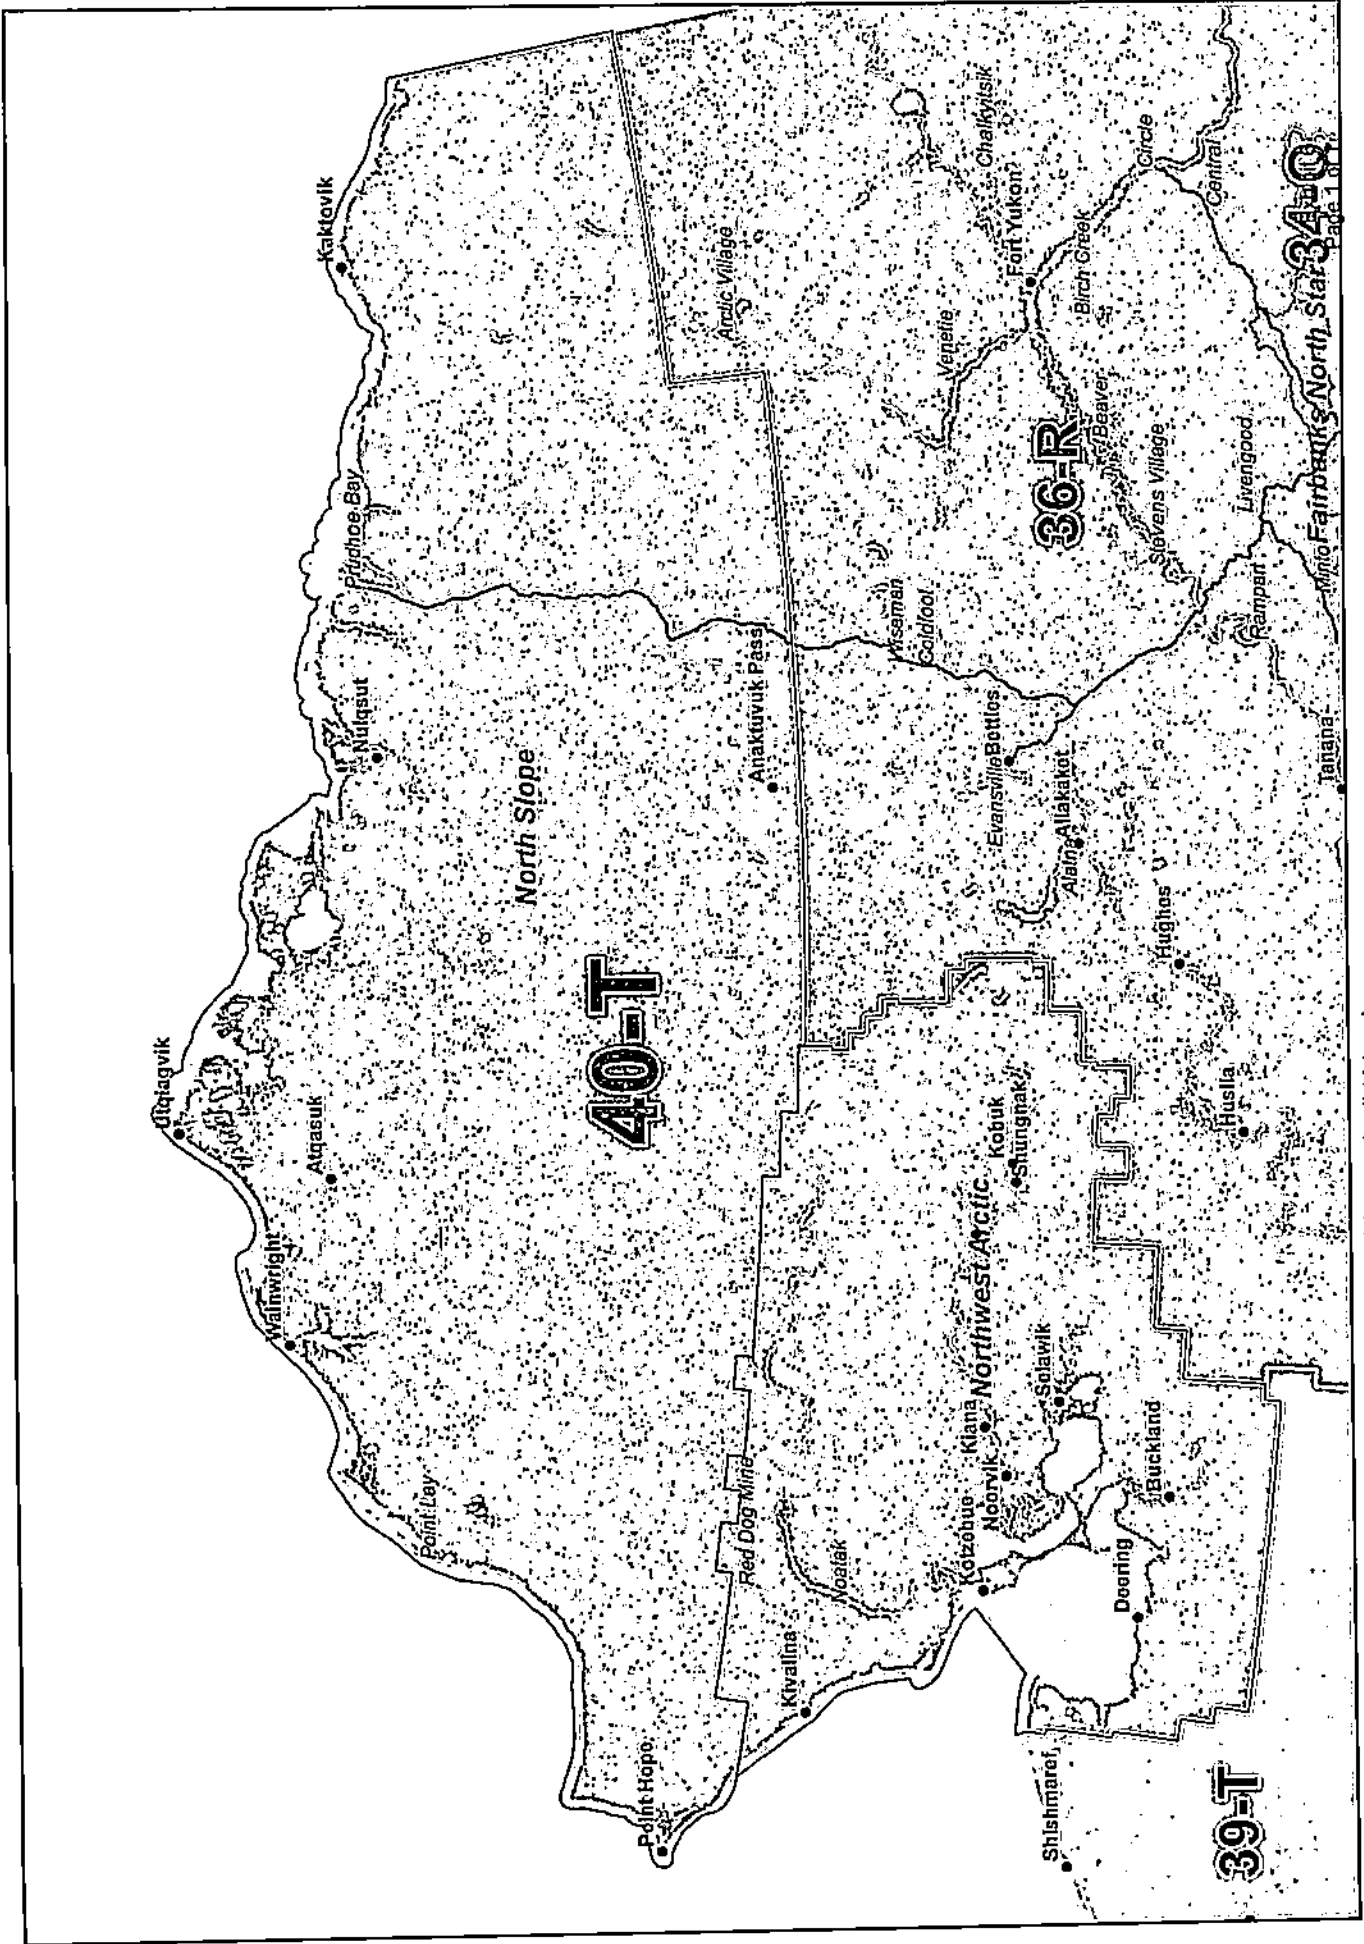 Utqiagvik
Wainwright
Atqasuk
Kaktovik
Prudhoe Bay
Nuiqsut
Point Lay
North Slope
40-T
Point Hope
Anaktuvuk Pass
Arctic Village
Red Dog Mine
Kivalina
Noatak
Wiseman
Coldfoot
Venetie
Chalkyitsik
Fort Yukon
Birch Creek
Circle
Central
36-R
Beaver
Stevens Village
Evansville
Bettles
Alatna
Allakaket
Kobuk
Shungnak
Northwest Arctic
Kiana
Noorvik
Kotzebue
Selawik
Buckland
Deering
Hughes
Huslia
Shishmaref
39-T
Livengood
Rampart
Minto
Tanana
Fairbanks North Star
34-Q